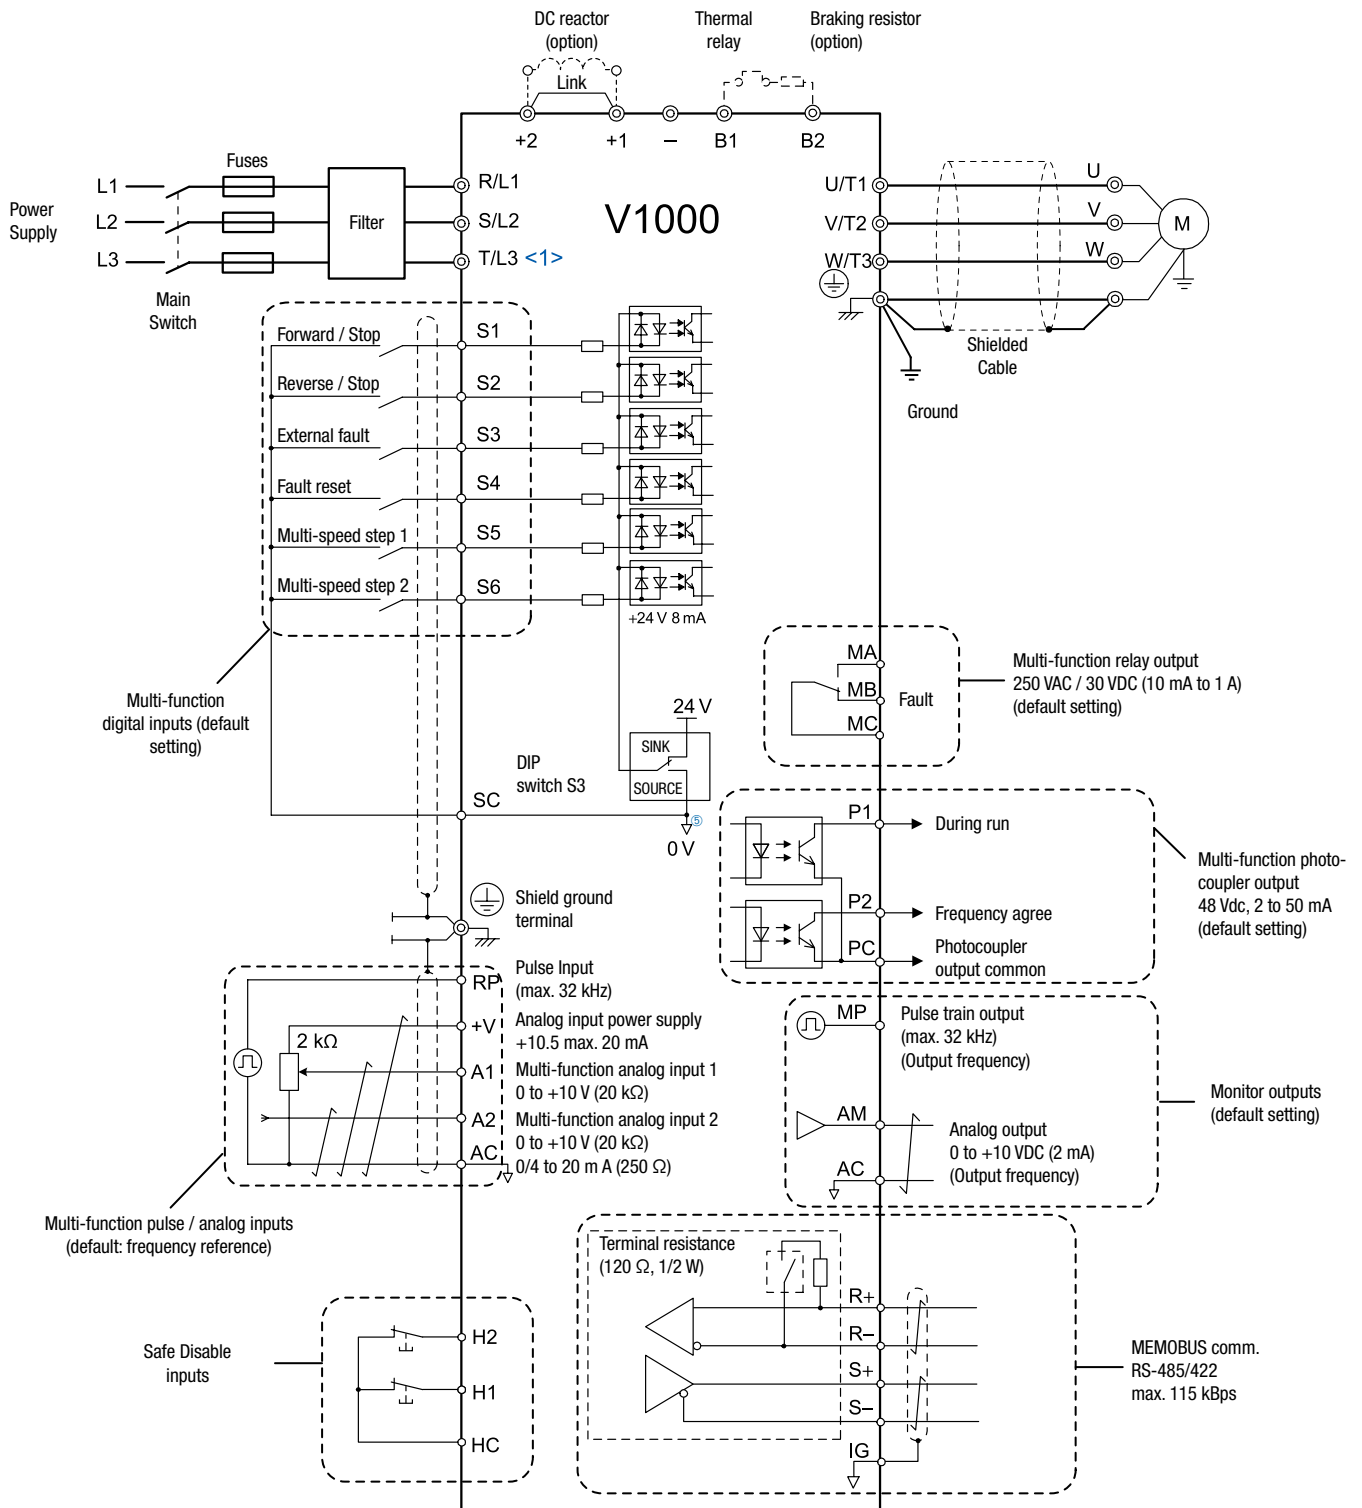 DC reactor
(option)
Thermal
relay
Braking resistor
(option)
Link
+2
+1
–
B1
B2
Fuses
Power
Supply
L1
L2
L3
Main
Switch
Filter
R/L1
S/L2
T/L3 <1>
V1000
U/T1
V/T2
W/T3
U
V
W
M
Shielded
Cable
Ground
Forward / Stop
S1
Reverse / Stop
S2
External fault
S3
Fault reset
S4
Multi-speed step 1
S5
Multi-speed step 2
S6
+24 V 8 mA
Multi-function
digital inputs (default
setting)
DIP
switch S3
24 V
SINK
SOURCE
SC
⑤
0 V
MA
MB
MC
Fault
Multi-function relay output
250 VAC / 30 VDC (10 mA to 1 A)
(default setting)
P1
During run
P2
Frequency agree
PC
Photocoupler
output common
Multi-function photo-
coupler output
48 Vdc, 2 to 50 mA
(default setting)
Shield ground
terminal
RP
Pulse Input
(max. 32 kHz)
+V
Analog input power supply
+10.5 max. 20 mA
2 kΩ
A1
Multi-function analog input 1
0 to +10 V (20 kΩ)
A2
Multi-function analog input 2
0 to +10 V (20 kΩ)
0/4 to 20 m A (250 Ω)
AC
Multi-function pulse / analog inputs
(default: frequency reference)
MP
Pulse train output
(max. 32 kHz)
(Output frequency)
AM
Analog output
0 to +10 VDC (2 mA)
(Output frequency)
AC
Monitor outputs
(default setting)
Terminal resistance
(120 Ω, 1/2 W)
R+
R–
S+
S–
IG
MEMOBUS comm.
RS-485/422
max. 115 kBps
Safe Disable
inputs
H2
H1
HC